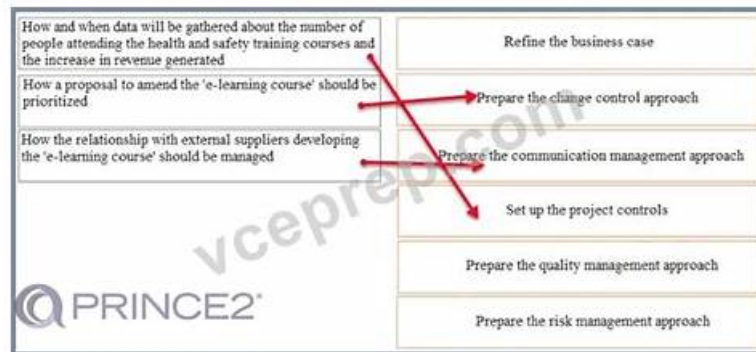 How and when data will be gathered about the number of
people attending the health and safety training courses and
the increase in revenue generated
How a proposal to amend the 'e-learning course' should be
prioritized
How the relationship with external suppliers developing
the 'e-learning course' should be managed
Refine the business case
Prepare the change control approach
Prepare the communication management approach
Set up the project controls
Prepare the quality management approach
Prepare the risk management approach
vceprep.com
PRINCE2®